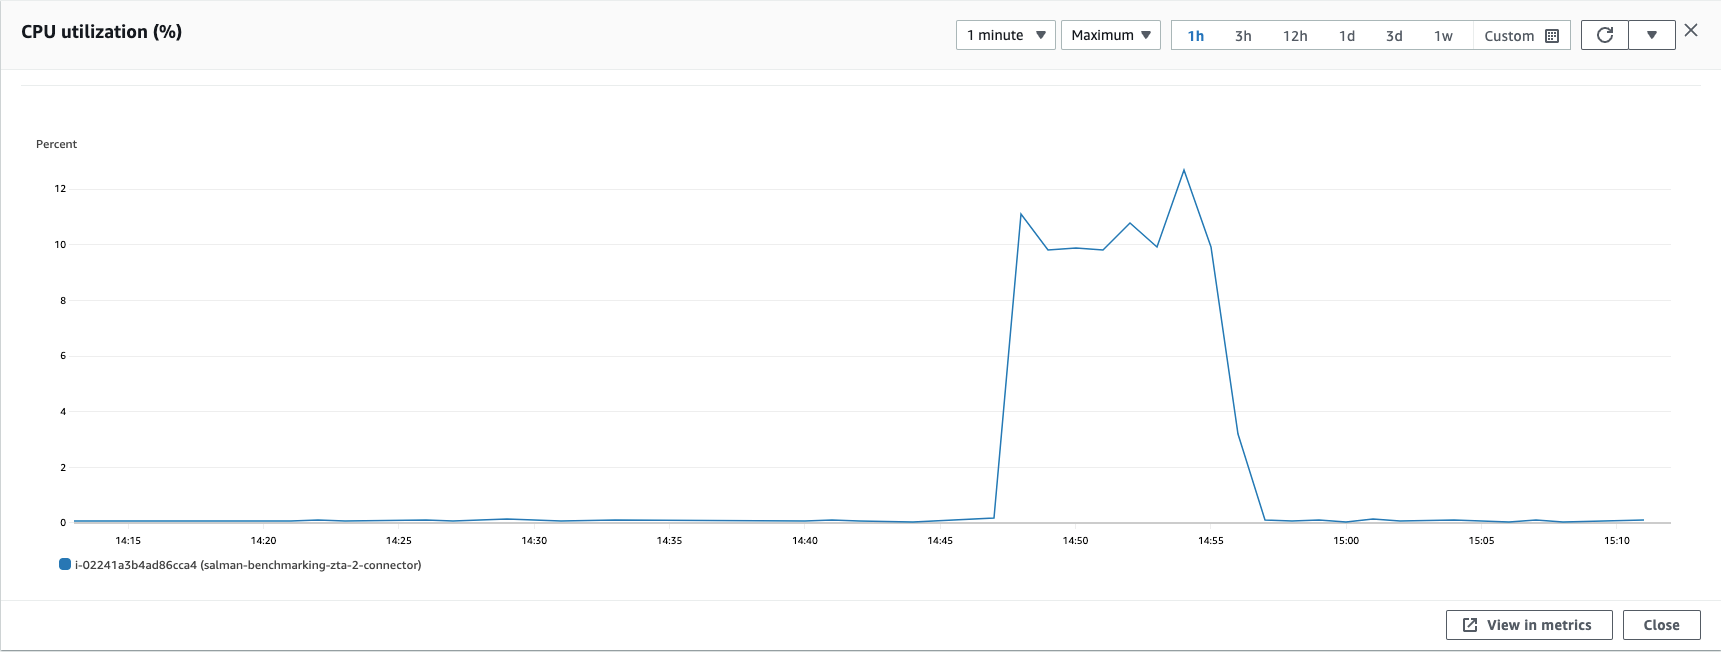 CPU utilization (%)
1 minute
Maximum
1h 3h 12h 1d 3d 1w Custom
Percent
12
10
8
6
4
2
0
14:15 14:20 14:25 14:30 14:35 14:40 14:45 14:50 14:55 15:00 15:05 15:10
i-02241a3b4ad86cca4 (salman-benchmarking-zta-2-connector)
View in metrics
Close